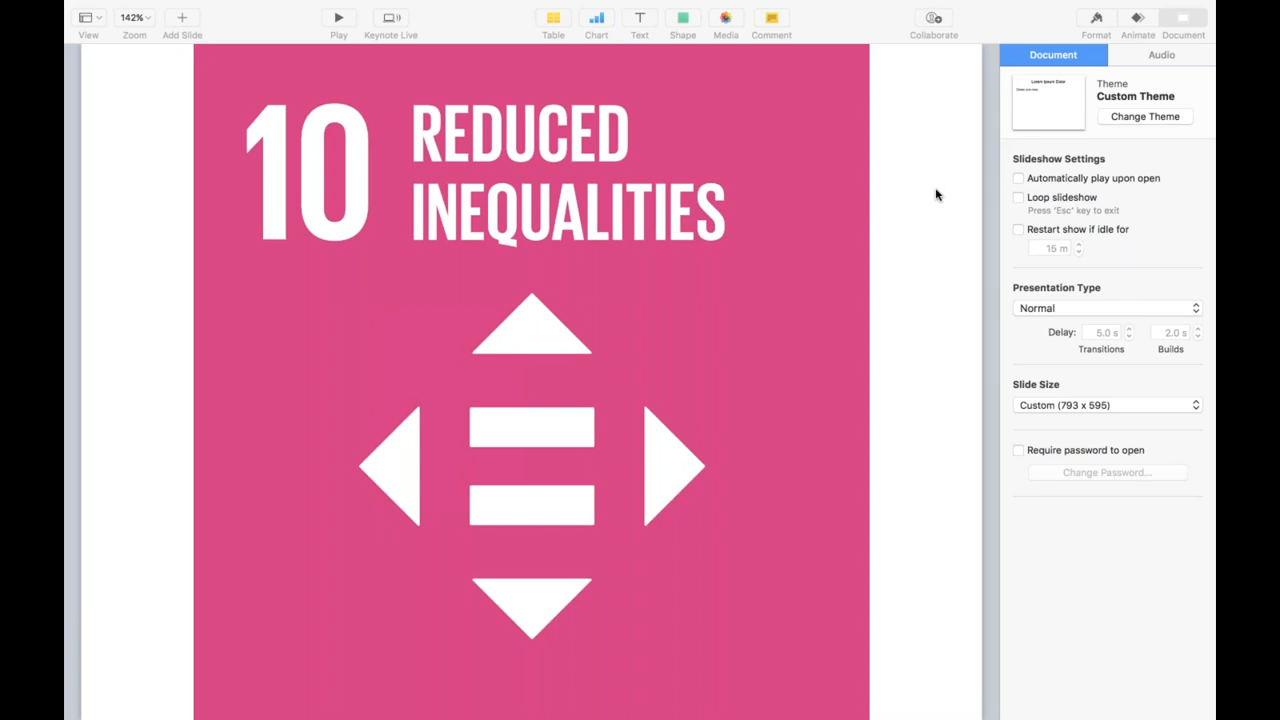 142%
View
Zoom
Add Slide
Play
Keynote Live
Table
Chart
Text
Shape
Media
Comment
Collaborate
Format
Animate
Document
Document
Audio
Lorem Ipsum Dolor
Theme
Custom Theme
Change Theme
10
REDUCED
INEQUALITIES
Slideshow Settings
Automatically play upon open
Loop slideshow
Press 'Esc' key to exit
Restart show if idle for
15 m
Presentation Type
Normal
Delay:
5.0 s
2.0 s
Transitions
Builds
Slide Size
Custom (793 x 595)
Require password to open
Change Password...